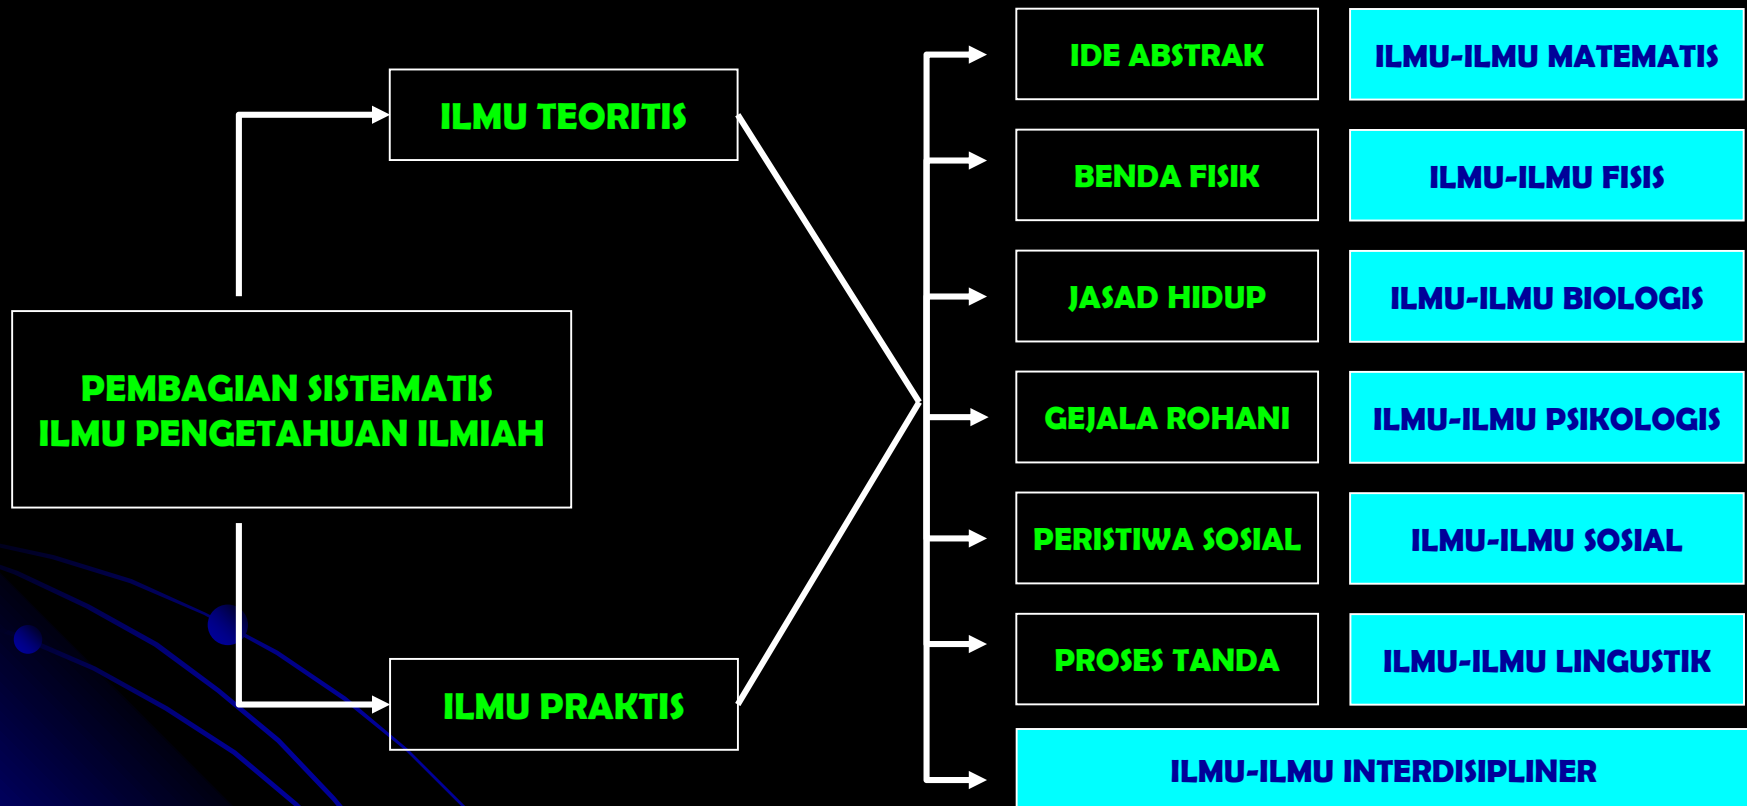 ILMU TEORITIS
PEMBAGIAN SISTEMATIS
ILMU PENGETAHUAN ILMIAH
ILMU PRAKTIS
IDE ABSTRAK
ILMU-ILMU MATEMATIS
BENDA FISIK
ILMU-ILMU FISIS
JASAD HIDUP
ILMU-ILMU BIOLOGIS
GEJALA ROHANI
ILMU-ILMU PSIKOLOGIS
PERISTIWA SOSIAL
ILMU-ILMU SOSIAL
PROSES TANDA
ILMU-ILMU LINGUSTIK
ILMU-ILMU INTERDISIPLINER